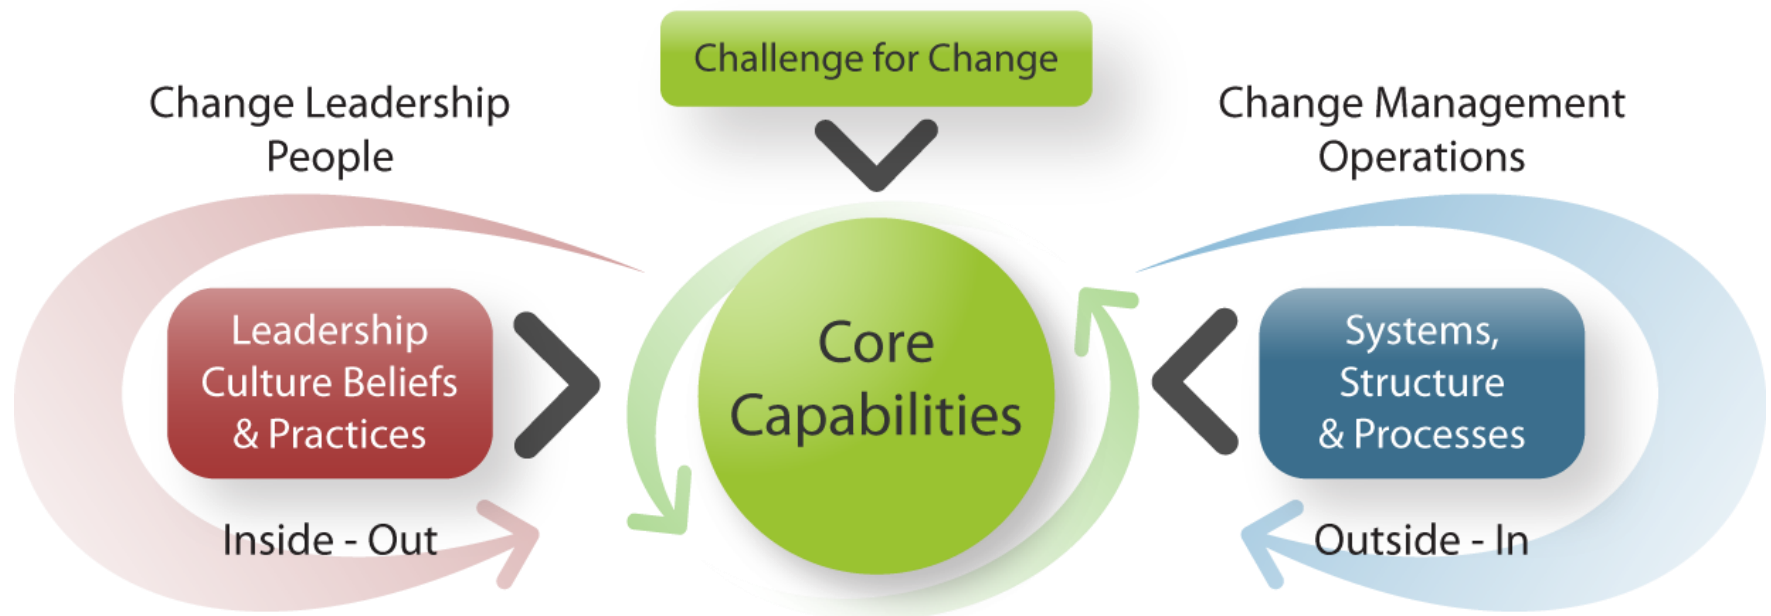 Challenge for Change
Change Leadership
People
Change Management
Operations
Leadership
Culture Beliefs
& Practices
Core
Capabilities
Systems,
Structure
& Processes
Inside - Out
Outside - In